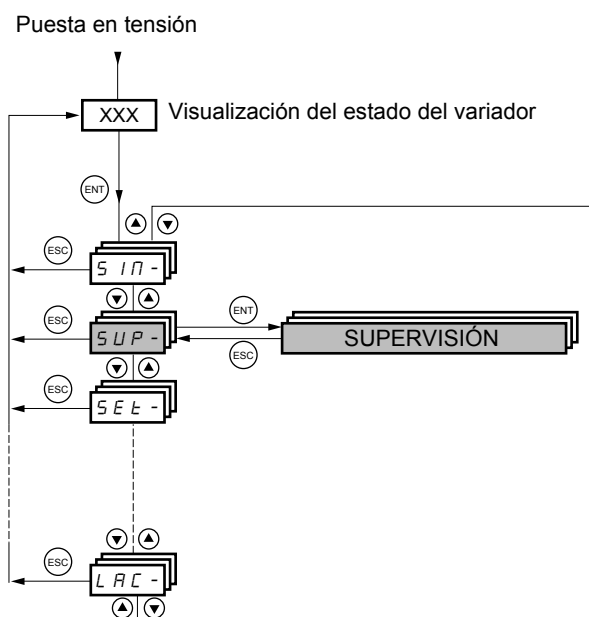 Puesta en tensión
XXX
Visualización del estado del variador
ENT
ESC
SIM-
ESC
SUP-
ENT
SUPERVISIÓN
ESC
ESC
SEt-
ESC
LAC-